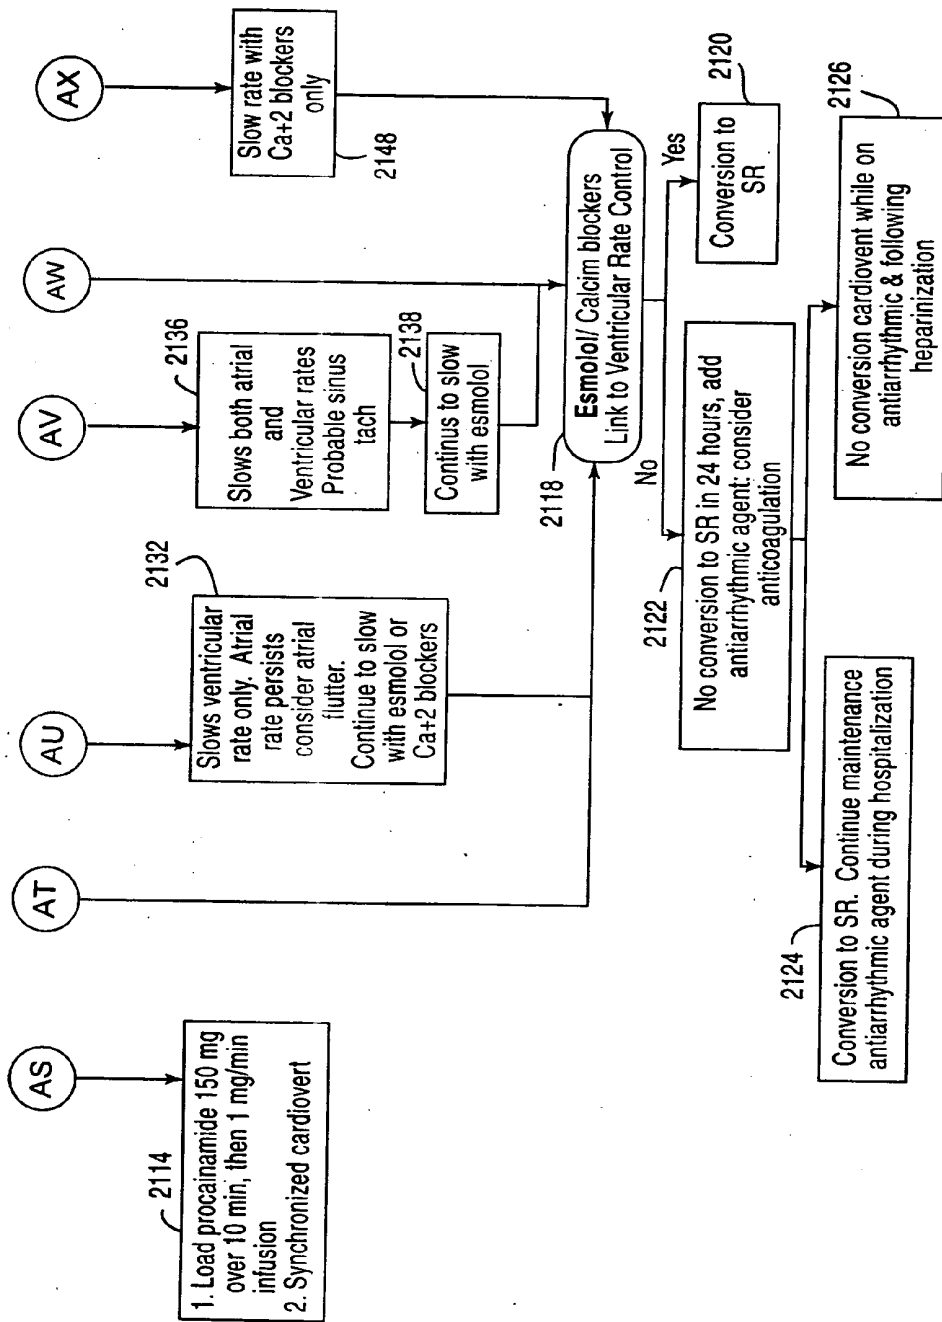 AS
AT
AU
AV
AW
AX
2114
1. Load procainamide 150 mg
over 10 min, then 1 mg/min
infusion
2. Synchronized cardiovert
2132
Slows ventricular
rate only. Atrial
rate persists
consider atrial
flutter.
Continue to slow
with esmolol or
Ca+2 blockers
2136
Slows both atrial
and
Ventricular rates
Probable sinus
tach
2138
Continus to slow
with esmolol
Slow rate with
Ca+2 blockers
only
2148
2118
Esmolol/ Calcim blockers
Link to Ventricular Rate Control
No
Yes
2122
No conversion to SR in 24 hours, add
antiarrhythmic agent: consider
anticoagulation
Conversion to
SR
2120
2124
Conversion to SR. Continue maintenance
antiarrhythmic agent during hospitalization
No conversion cardiovent while on
antiarrhythmic & following
heparinization
2126